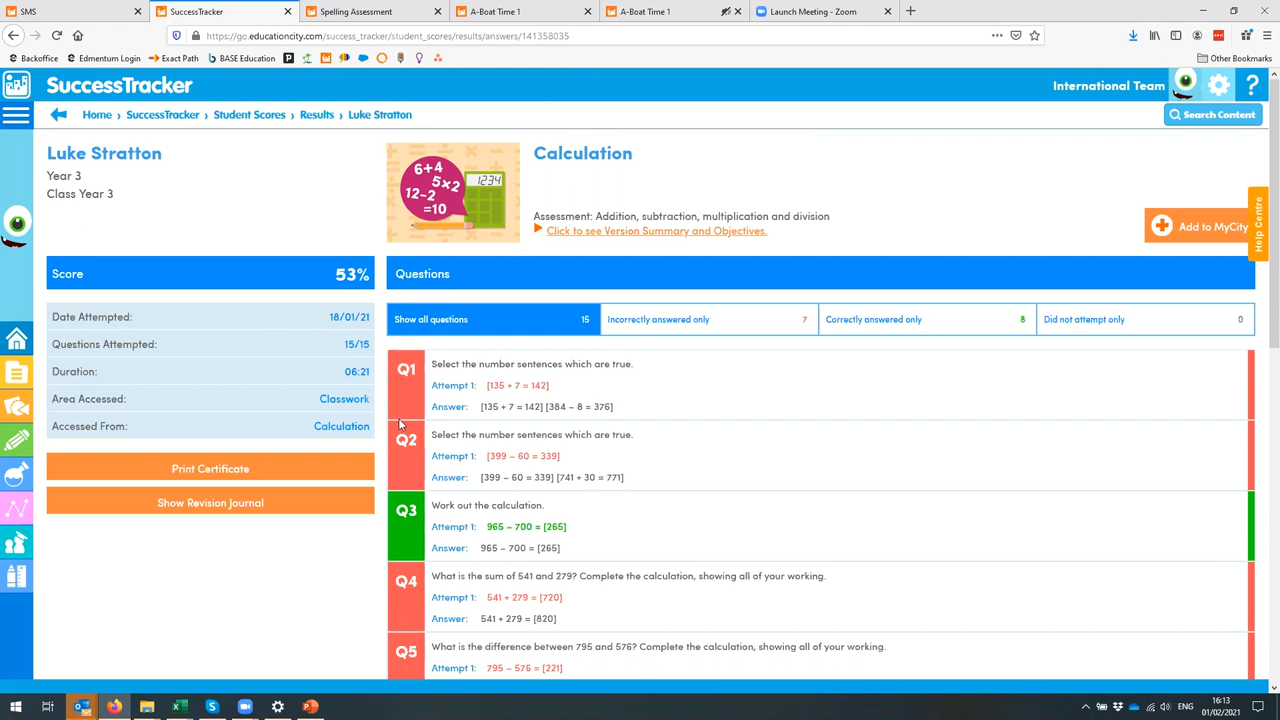 SMS
SuccessTracker
Spelling Assessment
A-Boat Time 1
A-Boat Time 1
Launch Meeting - Zoom
https://go.educationcity.com/success_tracker/student_scores/results/answers/141358035
Backoffice
Edmentum Login
Exact Path
BASE Education
Other Bookmarks
SuccessTracker
International Team
?
Home › SuccessTracker › Student Scores › Results › Luke Stratton
Search Content
Luke Stratton
Year 3
Class Year 3
6+4
5×2
12-2
=10
1234
Calculation
Assessment: Addition, subtraction, multiplication and division
Click to see Version Summary and Objectives.
Add to MyCity
Help Centre
Score 53%
Date Attempted: 18/01/21
Questions Attempted: 15/15
Duration: 06:21
Area Accessed: Classwork
Accessed From: Calculation
Print Certificate
Show Revision Journal
Questions
Show all questions 15
Incorrectly answered only 7
Correctly answered only 8
Did not attempt only 0
Q1
Select the number sentences which are true.
Attempt 1: [135 + 7 = 142]
Answer: [135 + 7 = 142] [384 – 8 = 376]
Q2
Select the number sentences which are true.
Attempt 1: [399 – 60 = 339]
Answer: [399 – 60 = 339] [741 + 30 = 771]
Q3
Work out the calculation.
Attempt 1: 965 – 700 = [265]
Answer: 965 – 700 = [265]
Q4
What is the sum of 541 and 279? Complete the calculation, showing all of your working.
Attempt 1: 541 + 279 = [720]
Answer: 541 + 279 = [820]
Q5
What is the difference between 795 and 576? Complete the calculation, showing all of your working.
Attempt 1: 795 – 576 = [221]
ENG
16:13
01/02/2021